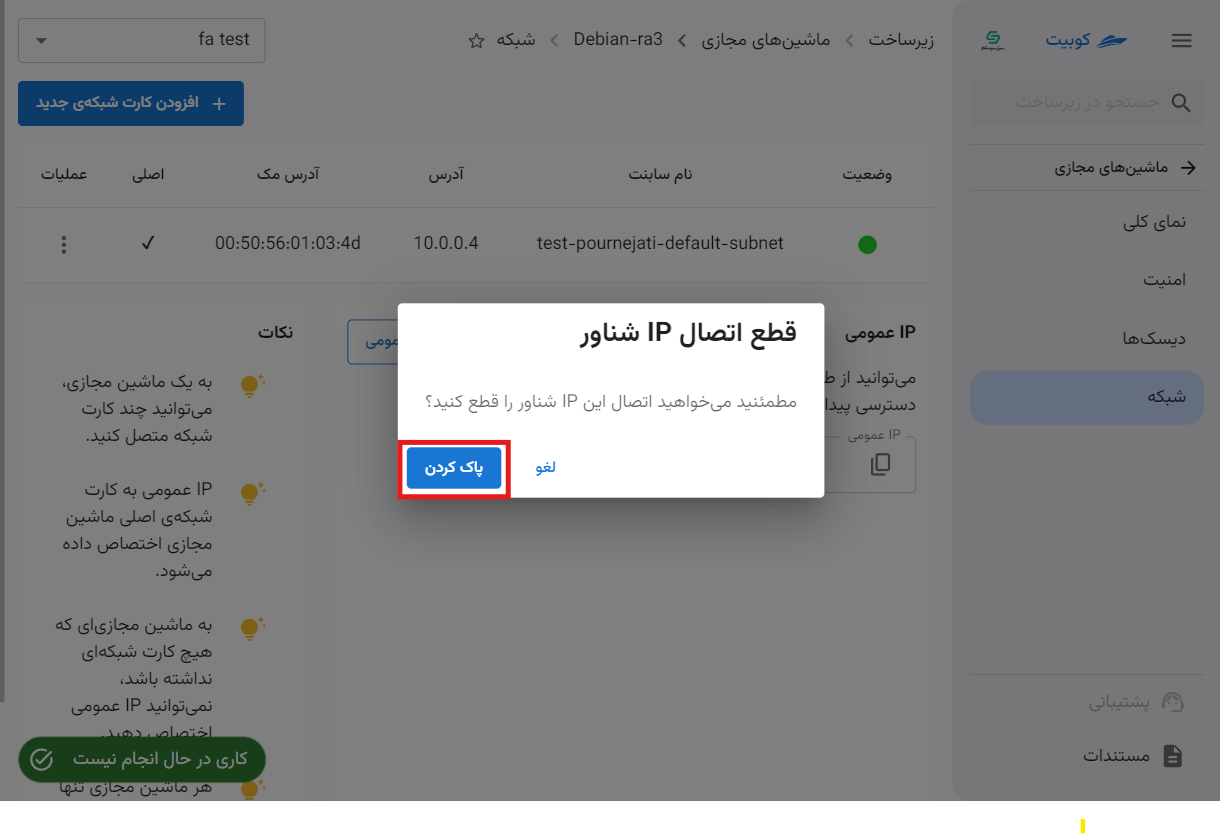 کوبیت
زیرساخت
ماشین‌های مجازی
Debian-ra3
شبکه
fa test
جستجو در زیرساخت
افزودن کارت شبکه‌ی جدید
ماشین‌های مجازی
نمای کلی
امنیت
دیسک‌ها
شبکه
پشتیبانی
مستندات
وضعیت
نام سابنت
آدرس
آدرس مک
اصلی
عملیات
test-pournejati-default-subnet
10.0.0.4
00:50:56:01:03:4d
IP عمومی
می‌توانید از
دسترسی
IP عمومی
قطع اتصال IP شناور
مطمئنید می‌خواهید اتصال این IP شناور را قطع کنید؟
لغو
پاک کردن
نکات
به یک ماشین مجازی،
می‌توانید چند کارت
شبکه متصل کنید.
IP عمومی به کارت
شبکه‌ی اصلی ماشین
مجازی اختصاص داده
می‌شود.
به ماشین مجازی‌ای که
هیچ کارت شبکه‌ای
نداشته باشد،
نمی‌توانید IP عمومی
اختصاص دهید.
کاری در حال انجام نیست
هر ماشین مجازی تنها